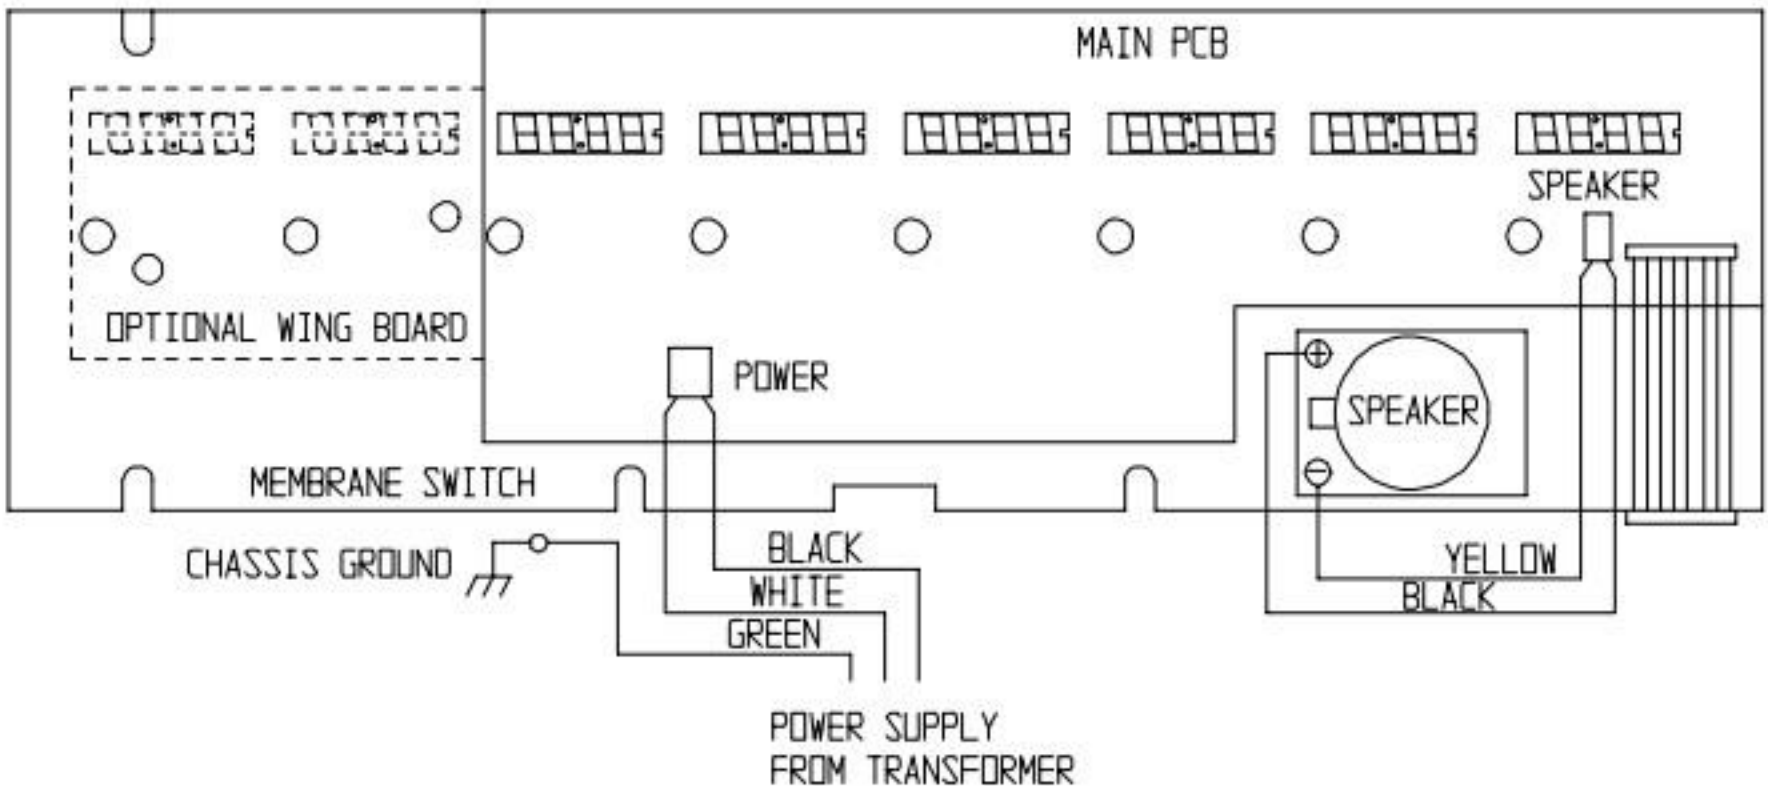 MAIN PCB
SPEAKER
OPTIONAL WING BOARD
POWER
SPEAKER
MEMBRANE SWITCH
BLACK
YELLOW
CHASSIS GROUND
WHITE
BLACK
GREEN
POWER SUPPLY
FROM TRANSFORMER